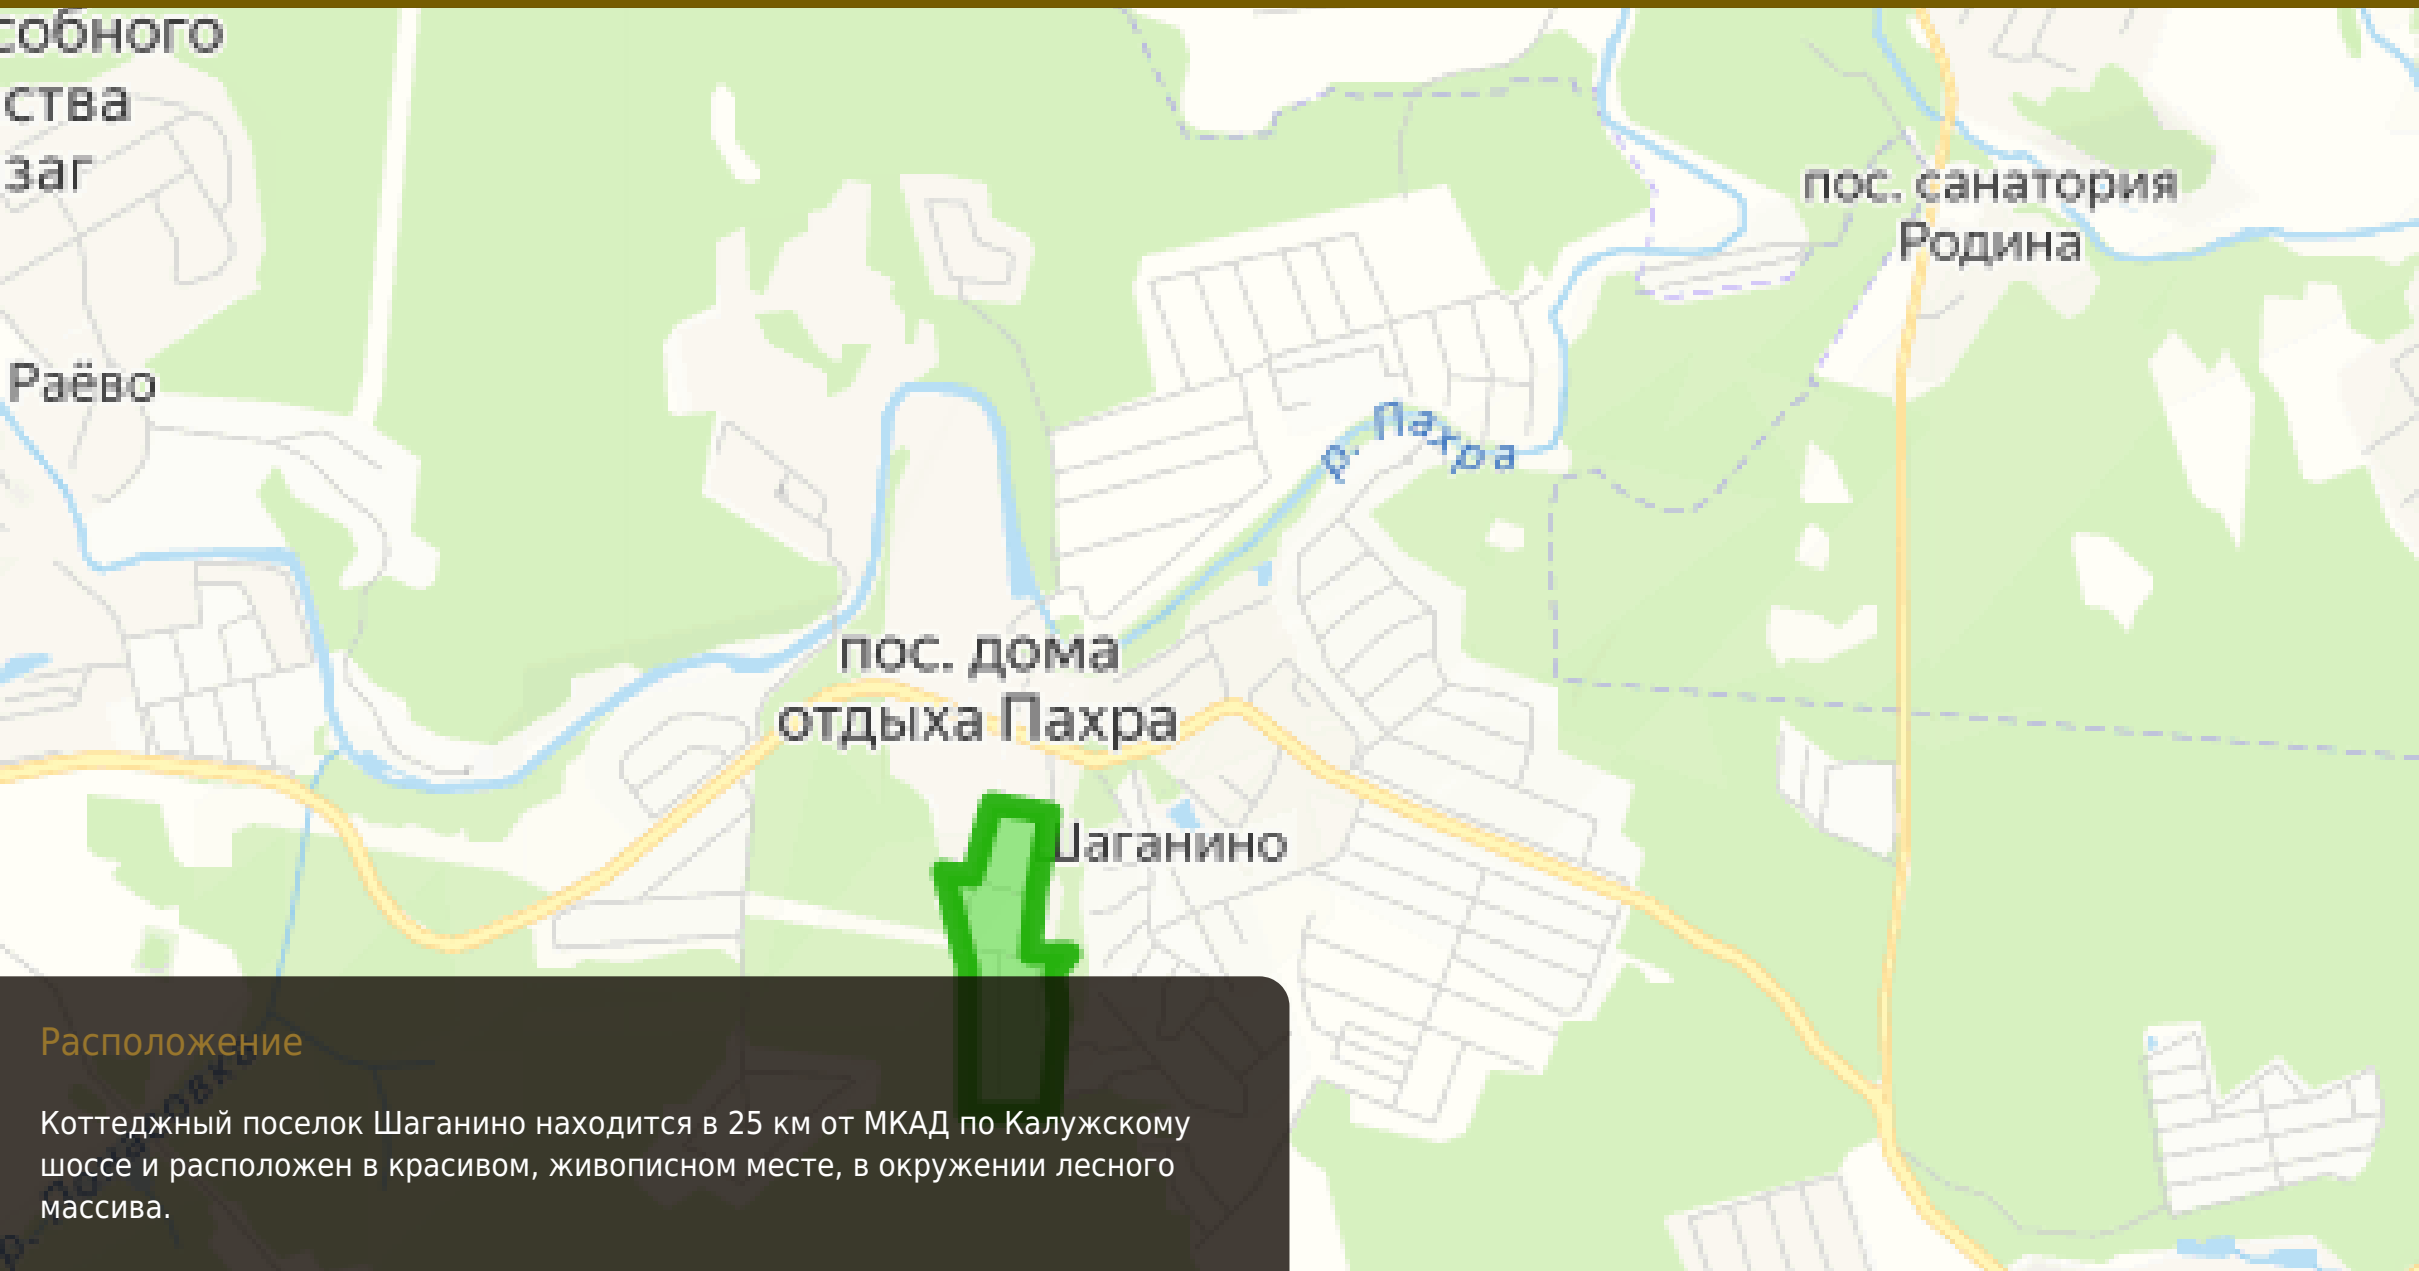 собного
ства
заг
пос. санатория
Родина
Раёво
р. Пахра
пос. дома
отдыха Пахра
Шаганино
Расположение
Коттеджный поселок Шаганино находится в 25 км от МКАД по Калужскому
шоссе и расположен в красивом, живописном месте, в окружении лесного
массива.